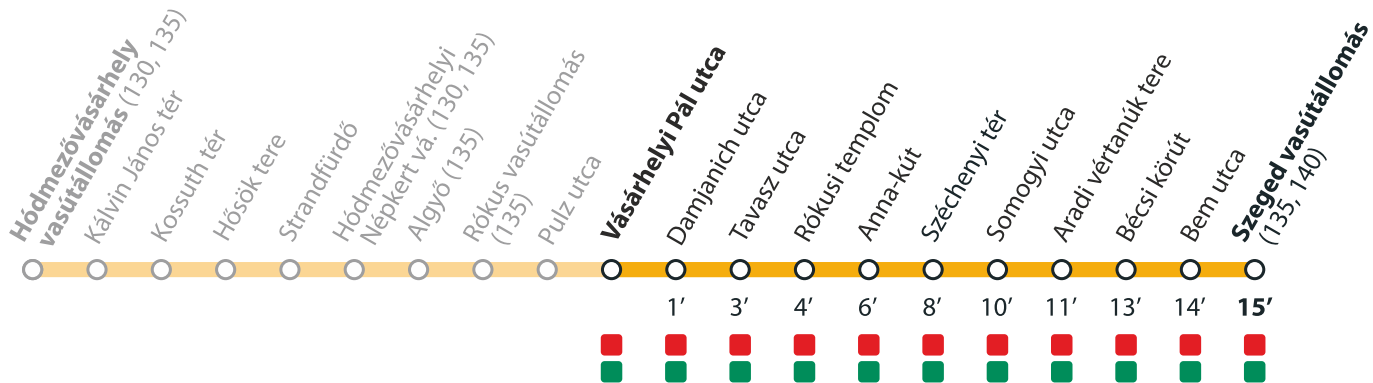 Hódmezővásárhely
vasútállomás (130, 135)
Kálvin János tér
Kossuth tér
Hősök tere
Strandfürdő
Hódmezővásárhelyi
Népkert vá. (130, 135)
Algyő (135)
Rókus vasútállomás
(135)
Pulz utca
Vásárhelyi Pál utca
Damjanich utca
Tavasz utca
Rókusi templom
Anna-kút
Széchenyi tér
Somogyi utca
Aradi vértanúk tere
Bécsi körút
Bem utca
Szeged vasútállomás
(135, 140)
1’ 3’ 4’ 6’ 8’ 10’ 11’ 13’ 14’ 15’